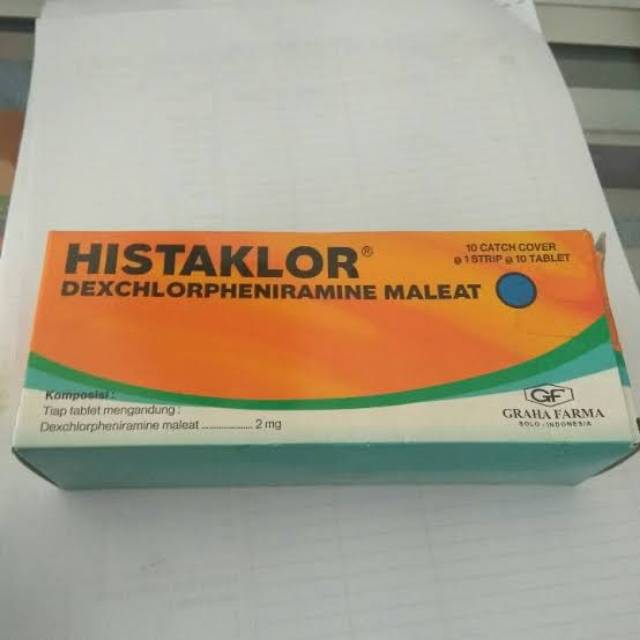 HISTAKLOR®
DEXCHLORPHENIRAMINE MALEAT
10 CATCH COVER
@ 1 STRIP @ 10 TABLET
Komposisi :
Tiap tablet mengandung :
Dexchlorpheniramine maleat .................. 2 mg
GF
GRAHA FARMA
SOLO - INDONESIA